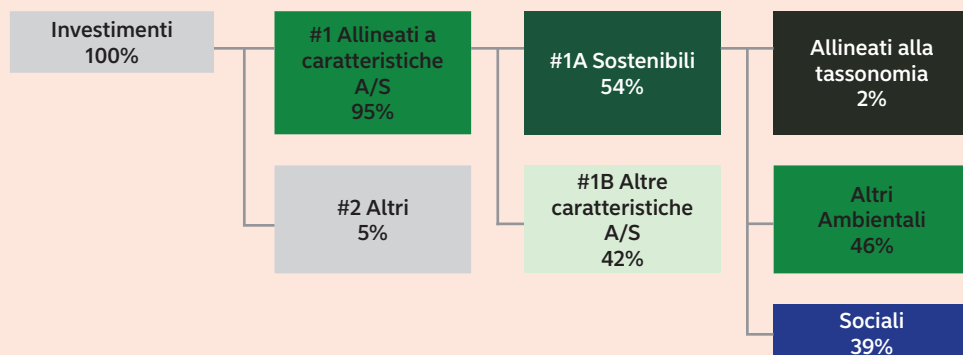 Investimenti
100%
#1 Allineati a
caratteristiche
A/S
95%
#1A Sostenibili
54%
Allineati alla
tassonomia
2%
#2 Altri
5%
#1B Altre
caratteristiche
A/S
42%
Altri
Ambientali
46%
Sociali
39%